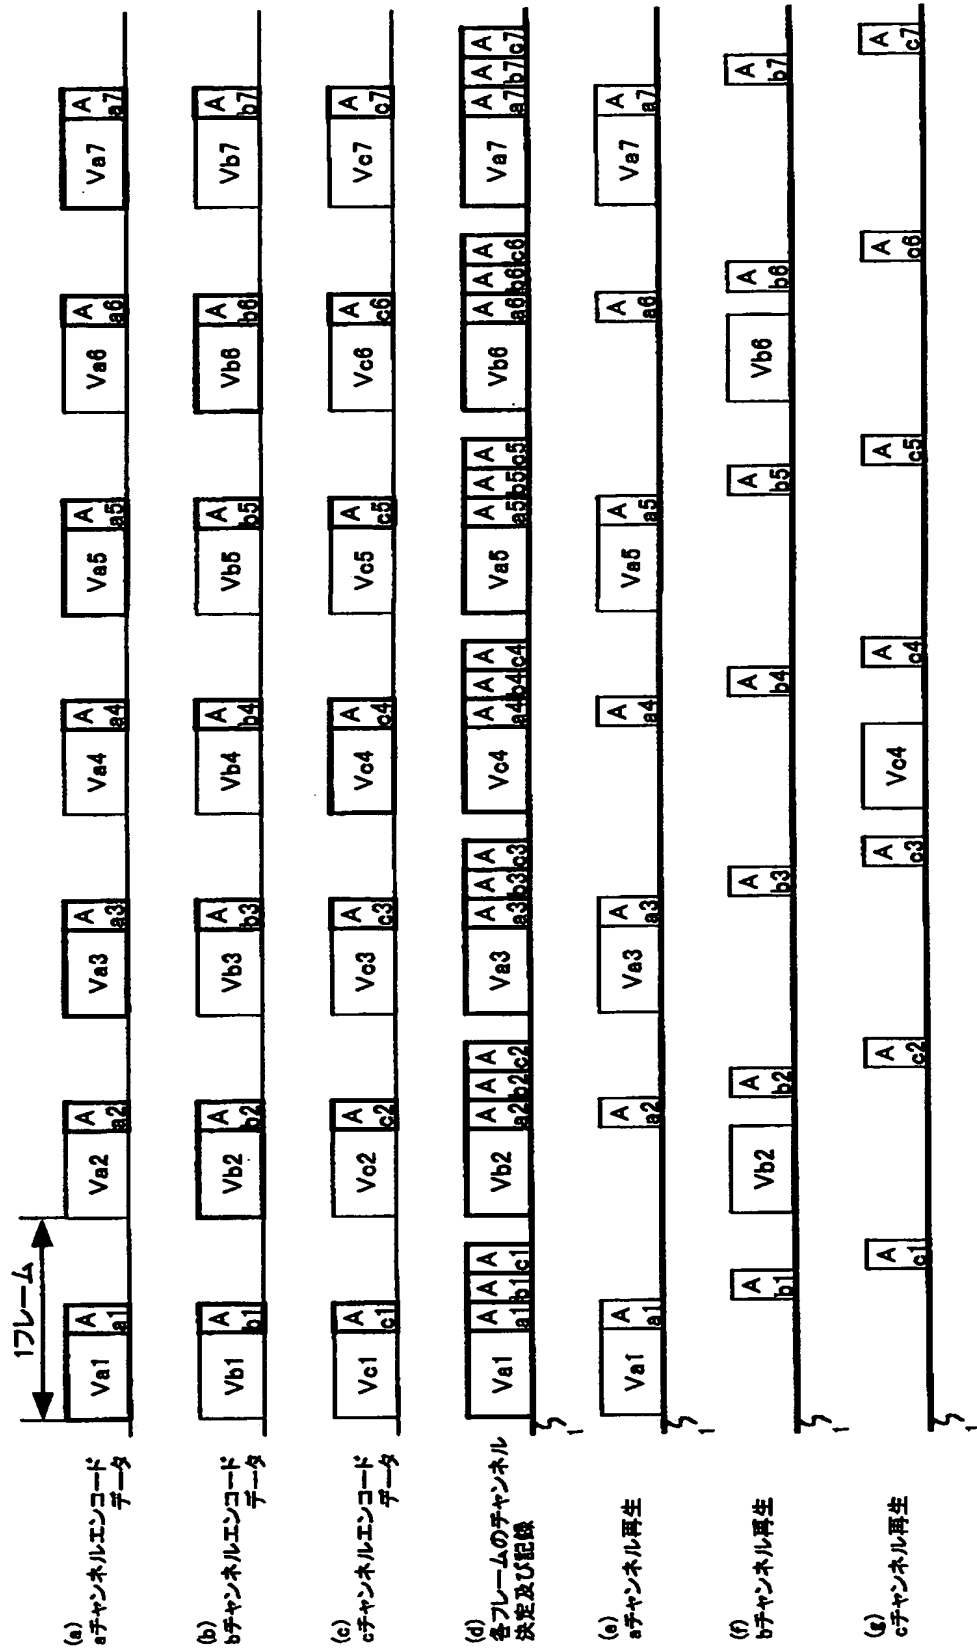 1フレーム
(a)
aチャンネルエンコード
データ
Va1 A a1 Va2 A a2 Va3 A a3 Va4 A a4 Va5 A a5 Va6 A a6 Va7 A a7
(b)
bチャンネルエンコード
データ
Vb1 A b1 Vb2 A b2 Vb3 A b3 Vb4 A b4 Vb5 A b5 Vb6 A b6 Vb7 A b7
(c)
cチャンネルエンコード
データ
Vc1 A c1 Vc2 A c2 Vc3 A c3 Vc4 A c4 Vc5 A c5 Vc6 A c6 Vc7 A c7
(d)
各フレームのチャンネル
決定及び記録
Va1 A a1 A b1 A c1 Vb2 A a2 A b2 A c2 Va3 A a3 A b3 A c3 Vc4 A a4 A b4 A c4 Va5 A a5 A b5 A c5 Vb6 A a6 A b6 A c6 Va7 A a7 A b7 A c7
1
(e)
aチャンネル再生
Va1 A a1 A a2 Va3 A a3 A a4 Va5 A a5 A a6 Va7 A a7
1
(f)
bチャンネル再生
A b1 Vb2 A b2 A b3 A b4 A b5 Vb6 A b6 A b7
1
(g)
cチャンネル再生
A c1 A c2 A c3 Vc4 A c4 A c5 A c6 A c7
1